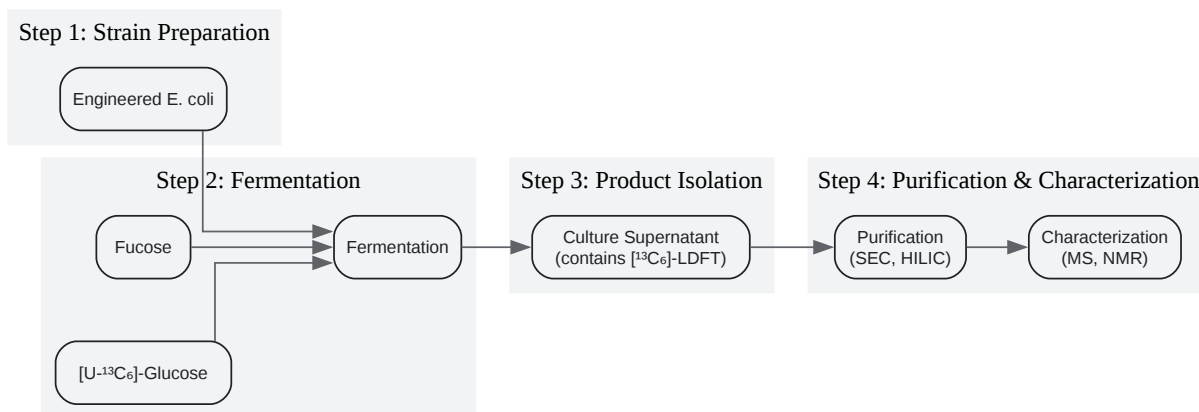 Step 1: Strain Preparation
Engineered E. coli
Step 2: Fermentation
Fucose
Fermentation
[U-¹³C₆]-Glucose
Step 3: Product Isolation
Culture Supernatant
(contains [¹³C₆]-LDFT)
Step 4: Purification & Characterization
Purification
(SEC, HILIC)
Characterization
(MS, NMR)